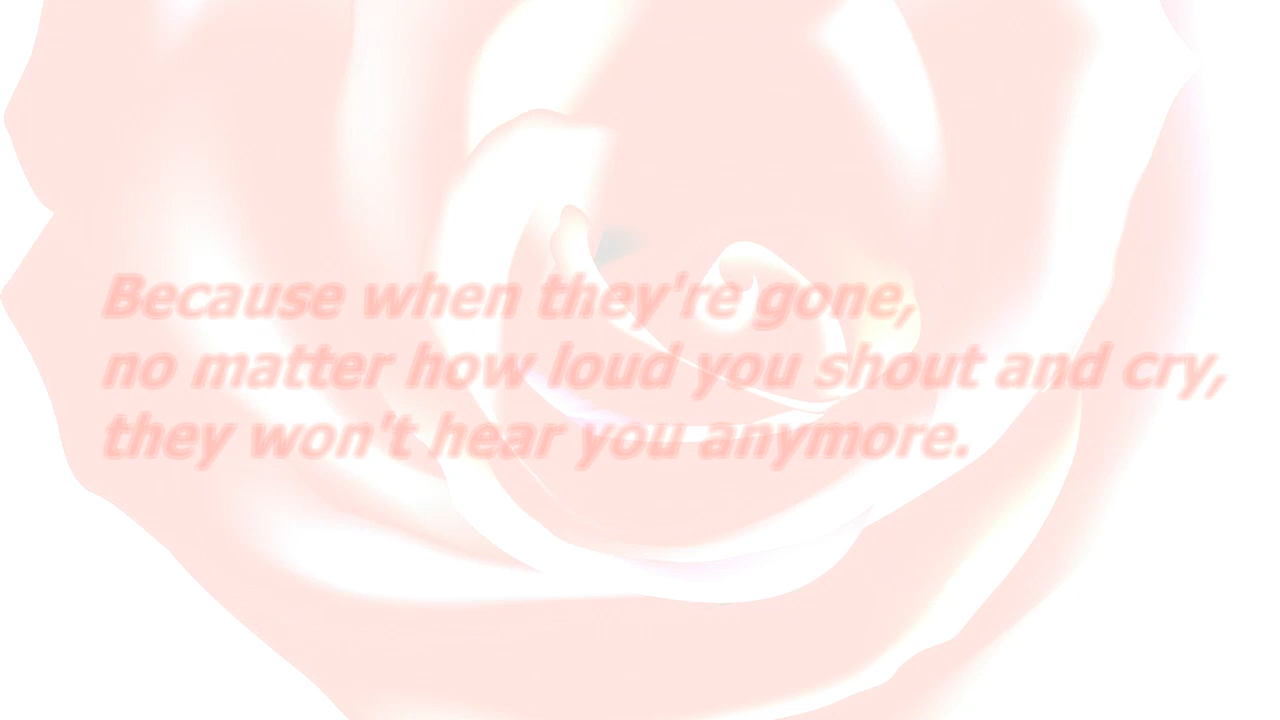 Because when they're gone,
no matter how loud you shout and cry,
they won't hear you anymore.